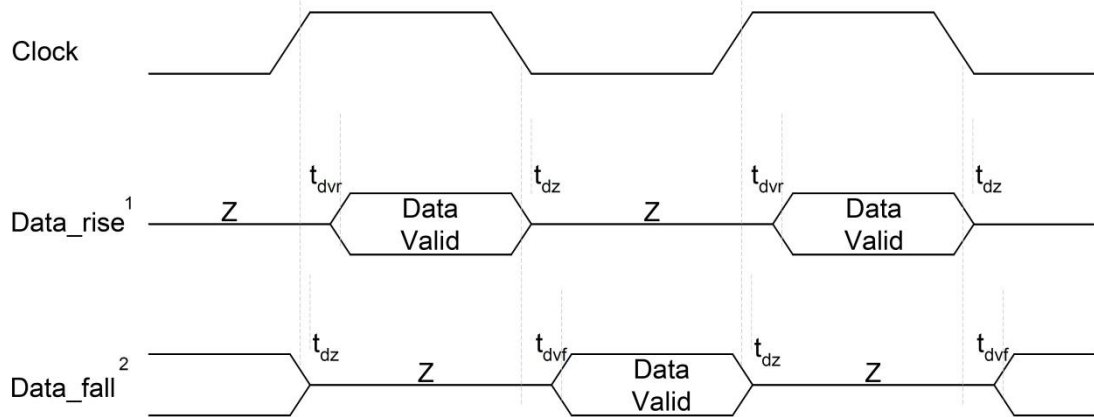 Clock
t_dvr t_dz t_dvr t_dz
Data_rise^1 Z Data Valid Z Data Valid
t_dz t_dvf t_dz t_dvf
Data_fall^2 Z Data Valid Z